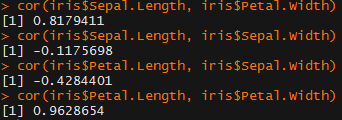 > cor(iris$Sepal.Length, iris$Petal.Width)
[1] 0.8179411
> cor(iris$Sepal.Length, iris$Sepal.Width)
[1] -0.1175698
> cor(iris$Petal.Length, iris$Sepal.Width)
[1] -0.4284401
> cor(iris$Petal.Length, iris$Petal.Width)
[1] 0.9628654